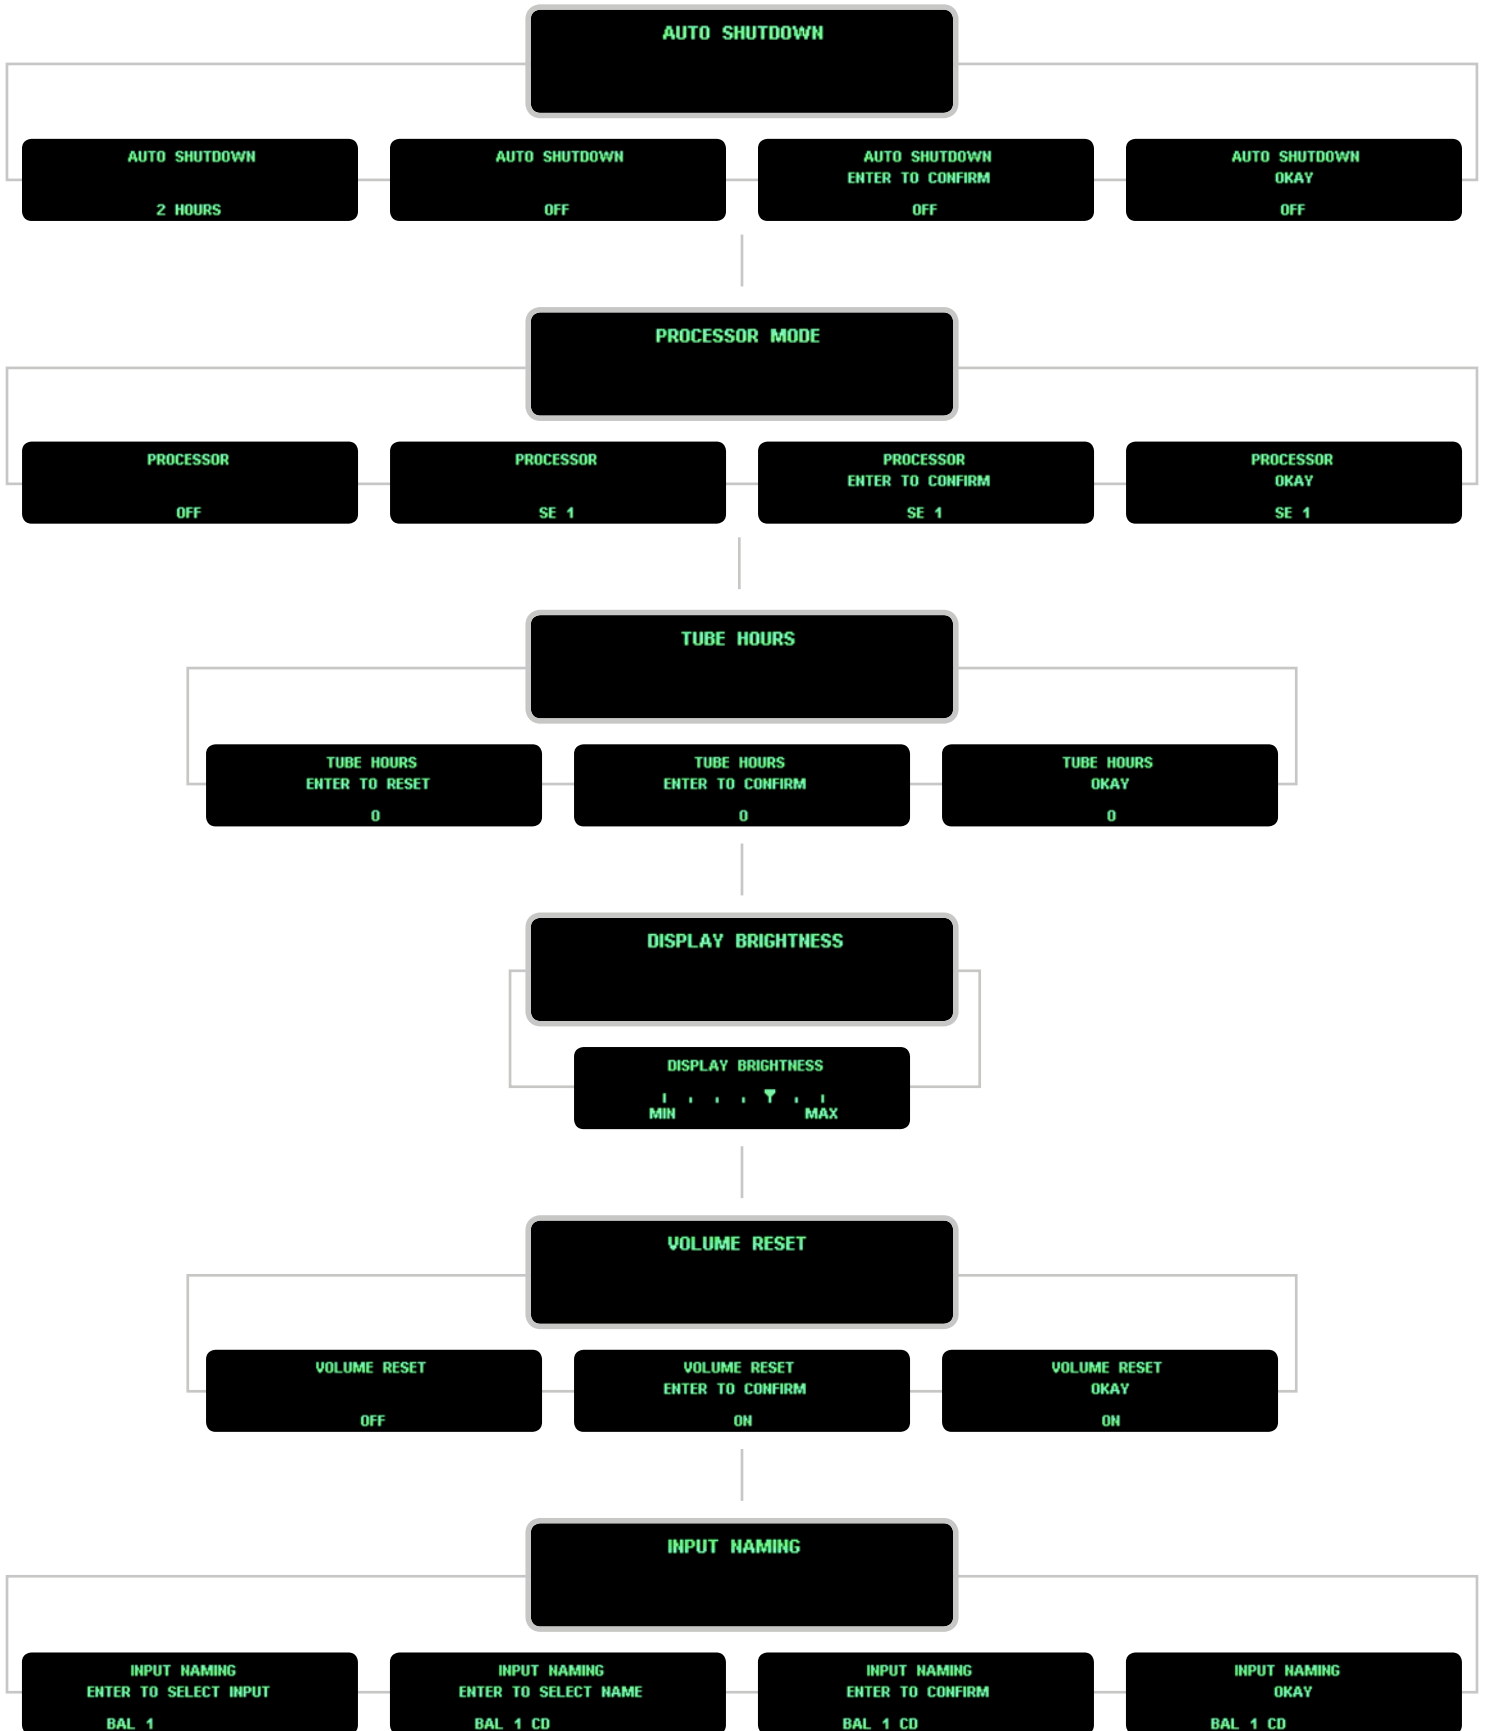 AUTO SHUTDOWN
AUTO SHUTDOWN
2 HOURS
AUTO SHUTDOWN
OFF
AUTO SHUTDOWN
ENTER TO CONFIRM
OFF
AUTO SHUTDOWN
OKAY
OFF
PROCESSOR MODE
PROCESSOR
OFF
PROCESSOR
SE 1
PROCESSOR
ENTER TO CONFIRM
SE 1
PROCESSOR
OKAY
SE 1
TUBE HOURS
TUBE HOURS
ENTER TO RESET
0
TUBE HOURS
ENTER TO CONFIRM
0
TUBE HOURS
OKAY
0
DISPLAY BRIGHTNESS
DISPLAY BRIGHTNESS
MIN MAX
VOLUME RESET
VOLUME RESET
OFF
VOLUME RESET
ENTER TO CONFIRM
ON
VOLUME RESET
OKAY
ON
INPUT NAMING
INPUT NAMING
ENTER TO SELECT INPUT
BAL 1
INPUT NAMING
ENTER TO SELECT NAME
BAL 1 CD
INPUT NAMING
ENTER TO CONFIRM
BAL 1 CD
INPUT NAMING
OKAY
BAL 1 CD